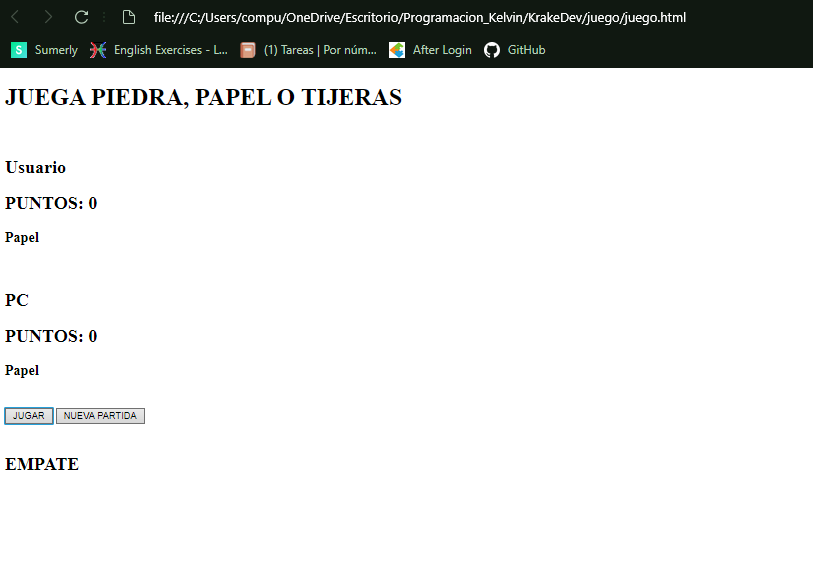 file:///C:/Users/compu/OneDrive/Escritorio/Programacion_Kelvin/KrakeDev/juego/juego.html
S Sumerly English Exercises - L... (1) Tareas | Por núm... After Login GitHub
JUEGA PIEDRA, PAPEL O TIJERAS
Usuario
PUNTOS: 0
Papel
PC
PUNTOS: 0
Papel
JUGAR NUEVA PARTIDA
EMPATE